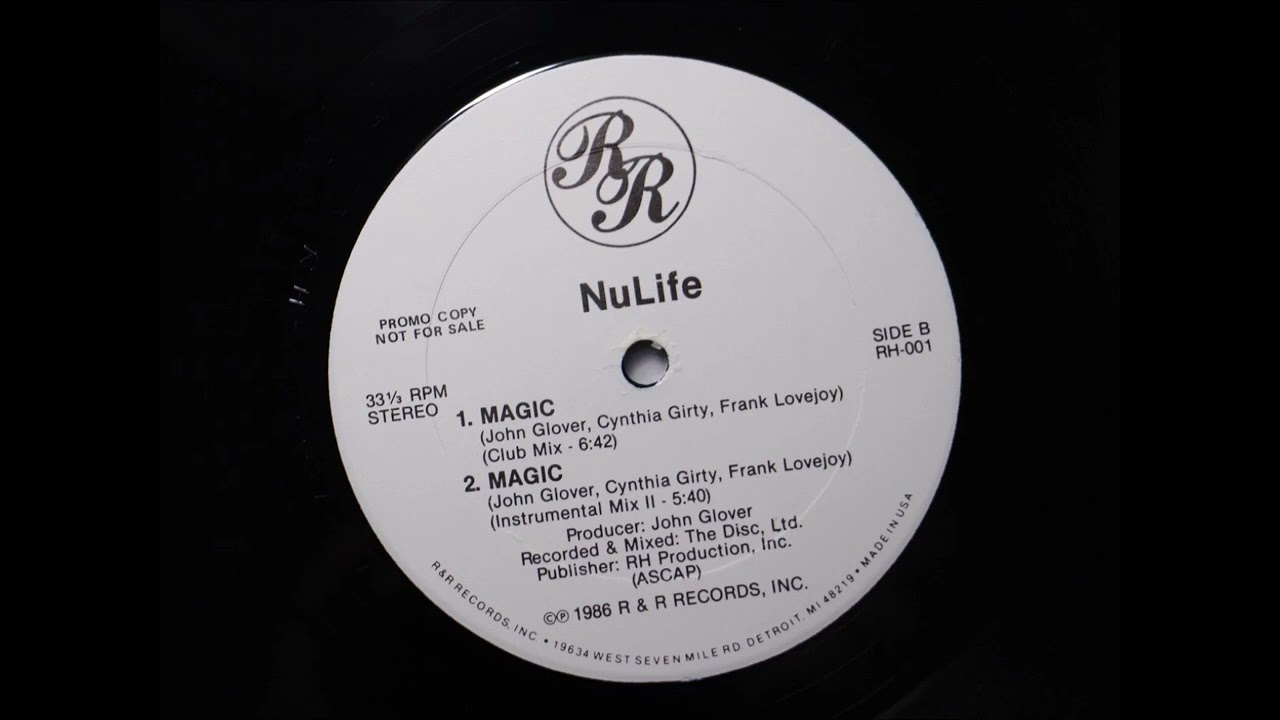 R R
NuLife
PROMO COPY
NOT FOR SALE
SIDE B
RH-001
33⅓ RPM
STEREO
1. MAGIC
(John Glover, Cynthia Girty, Frank Lovejoy)
(Club Mix - 6:42)
2. MAGIC
(John Glover, Cynthia Girty, Frank Lovejoy)
(Instrumental Mix II - 5:40)
Producer: John Glover
Recorded & Mixed: The Disc, Ltd.
Publisher: RH Production, Inc.
(ASCAP)
©℗ 1986 R & R RECORDS, INC.
R&R RECORDS, INC. • 19634 WEST SEVEN MILE RD DETROIT, MI 48219 • MADE IN USA